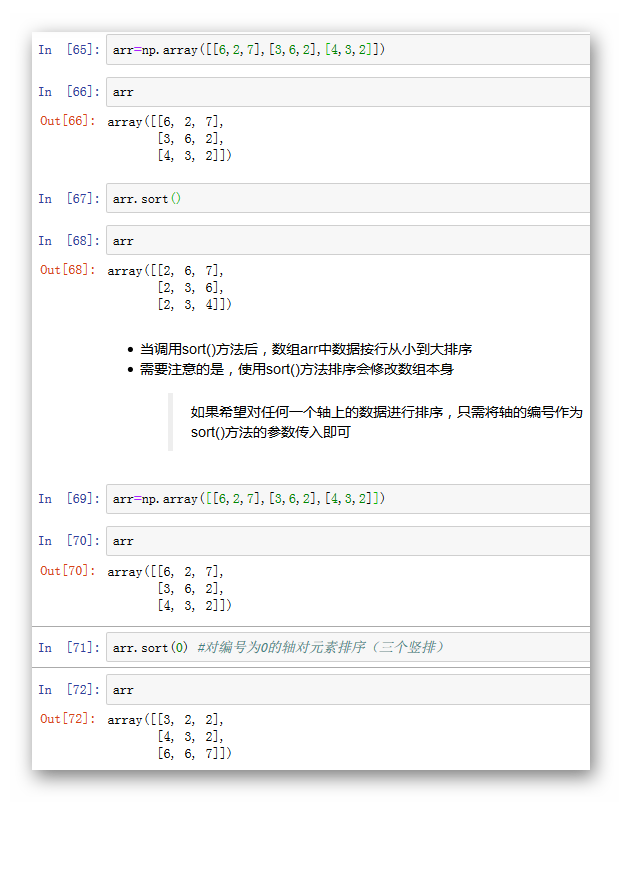 In [65]: arr=np.array([[6,2,7],[3,6,2],[4,3,2]])
In [66]: arr
Out[66]: array([[6, 2, 7],
[3, 6, 2],
[4, 3, 2]])
In [67]: arr.sort()
In [68]: arr
Out[68]: array([[2, 6, 7],
[2, 3, 6],
[2, 3, 4]])
• 当调用sort()方法后，数组arr中数据按行从小到大排序
• 需要注意的是，使用sort()方法排序会修改数组本身
如果希望对任何一个轴上的数据进行排序，只需将轴的编号作为
sort()方法的参数传入即可
In [69]: arr=np.array([[6,2,7],[3,6,2],[4,3,2]])
In [70]: arr
Out[70]: array([[6, 2, 7],
[3, 6, 2],
[4, 3, 2]])
In [71]: arr.sort(0) #对编号为0的轴对元素排序（三个竖排）
In [72]: arr
Out[72]: array([[3, 2, 2],
[4, 3, 2],
[6, 6, 7]])